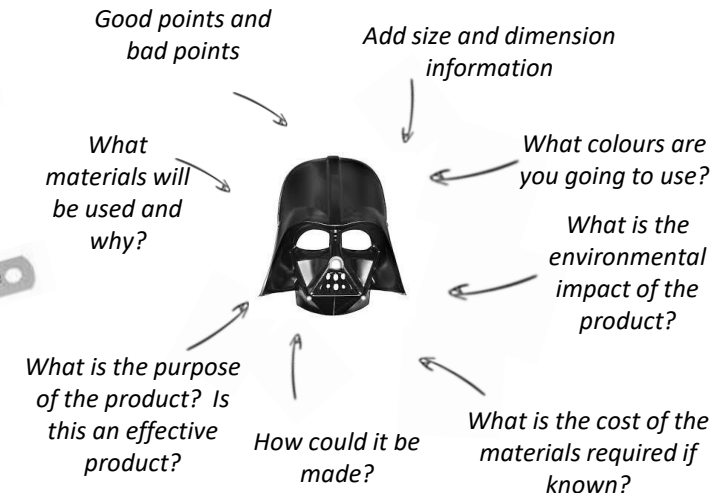 Good points and
bad points
Add size and dimension
information
What
materials will
be used and
why?
What colours are
you going to use?
What is the
environmental
impact of the
product?
What is the purpose
of the product?  Is
this an effective
product?
How could it be
made?
What is the cost of the
materials required if
known?